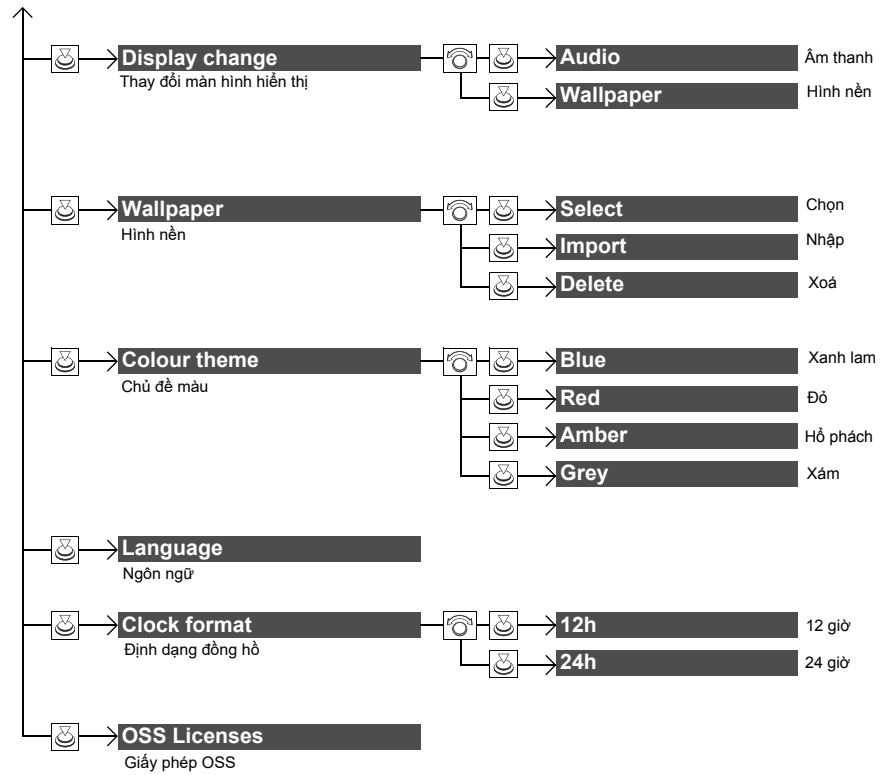 Display change
Thay đổi màn hình hiển thị
Audio
Âm thanh
Wallpaper
Hình nền
Wallpaper
Hình nền
Select
Chọn
Import
Nhập
Delete
Xoá
Colour theme
Chủ đề màu
Blue
Xanh lam
Red
Đỏ
Amber
Hổ phách
Grey
Xám
Language
Ngôn ngữ
Clock format
Định dạng đồng hồ
12h
12 giờ
24h
24 giờ
OSS Licenses
Giấy phép OSS